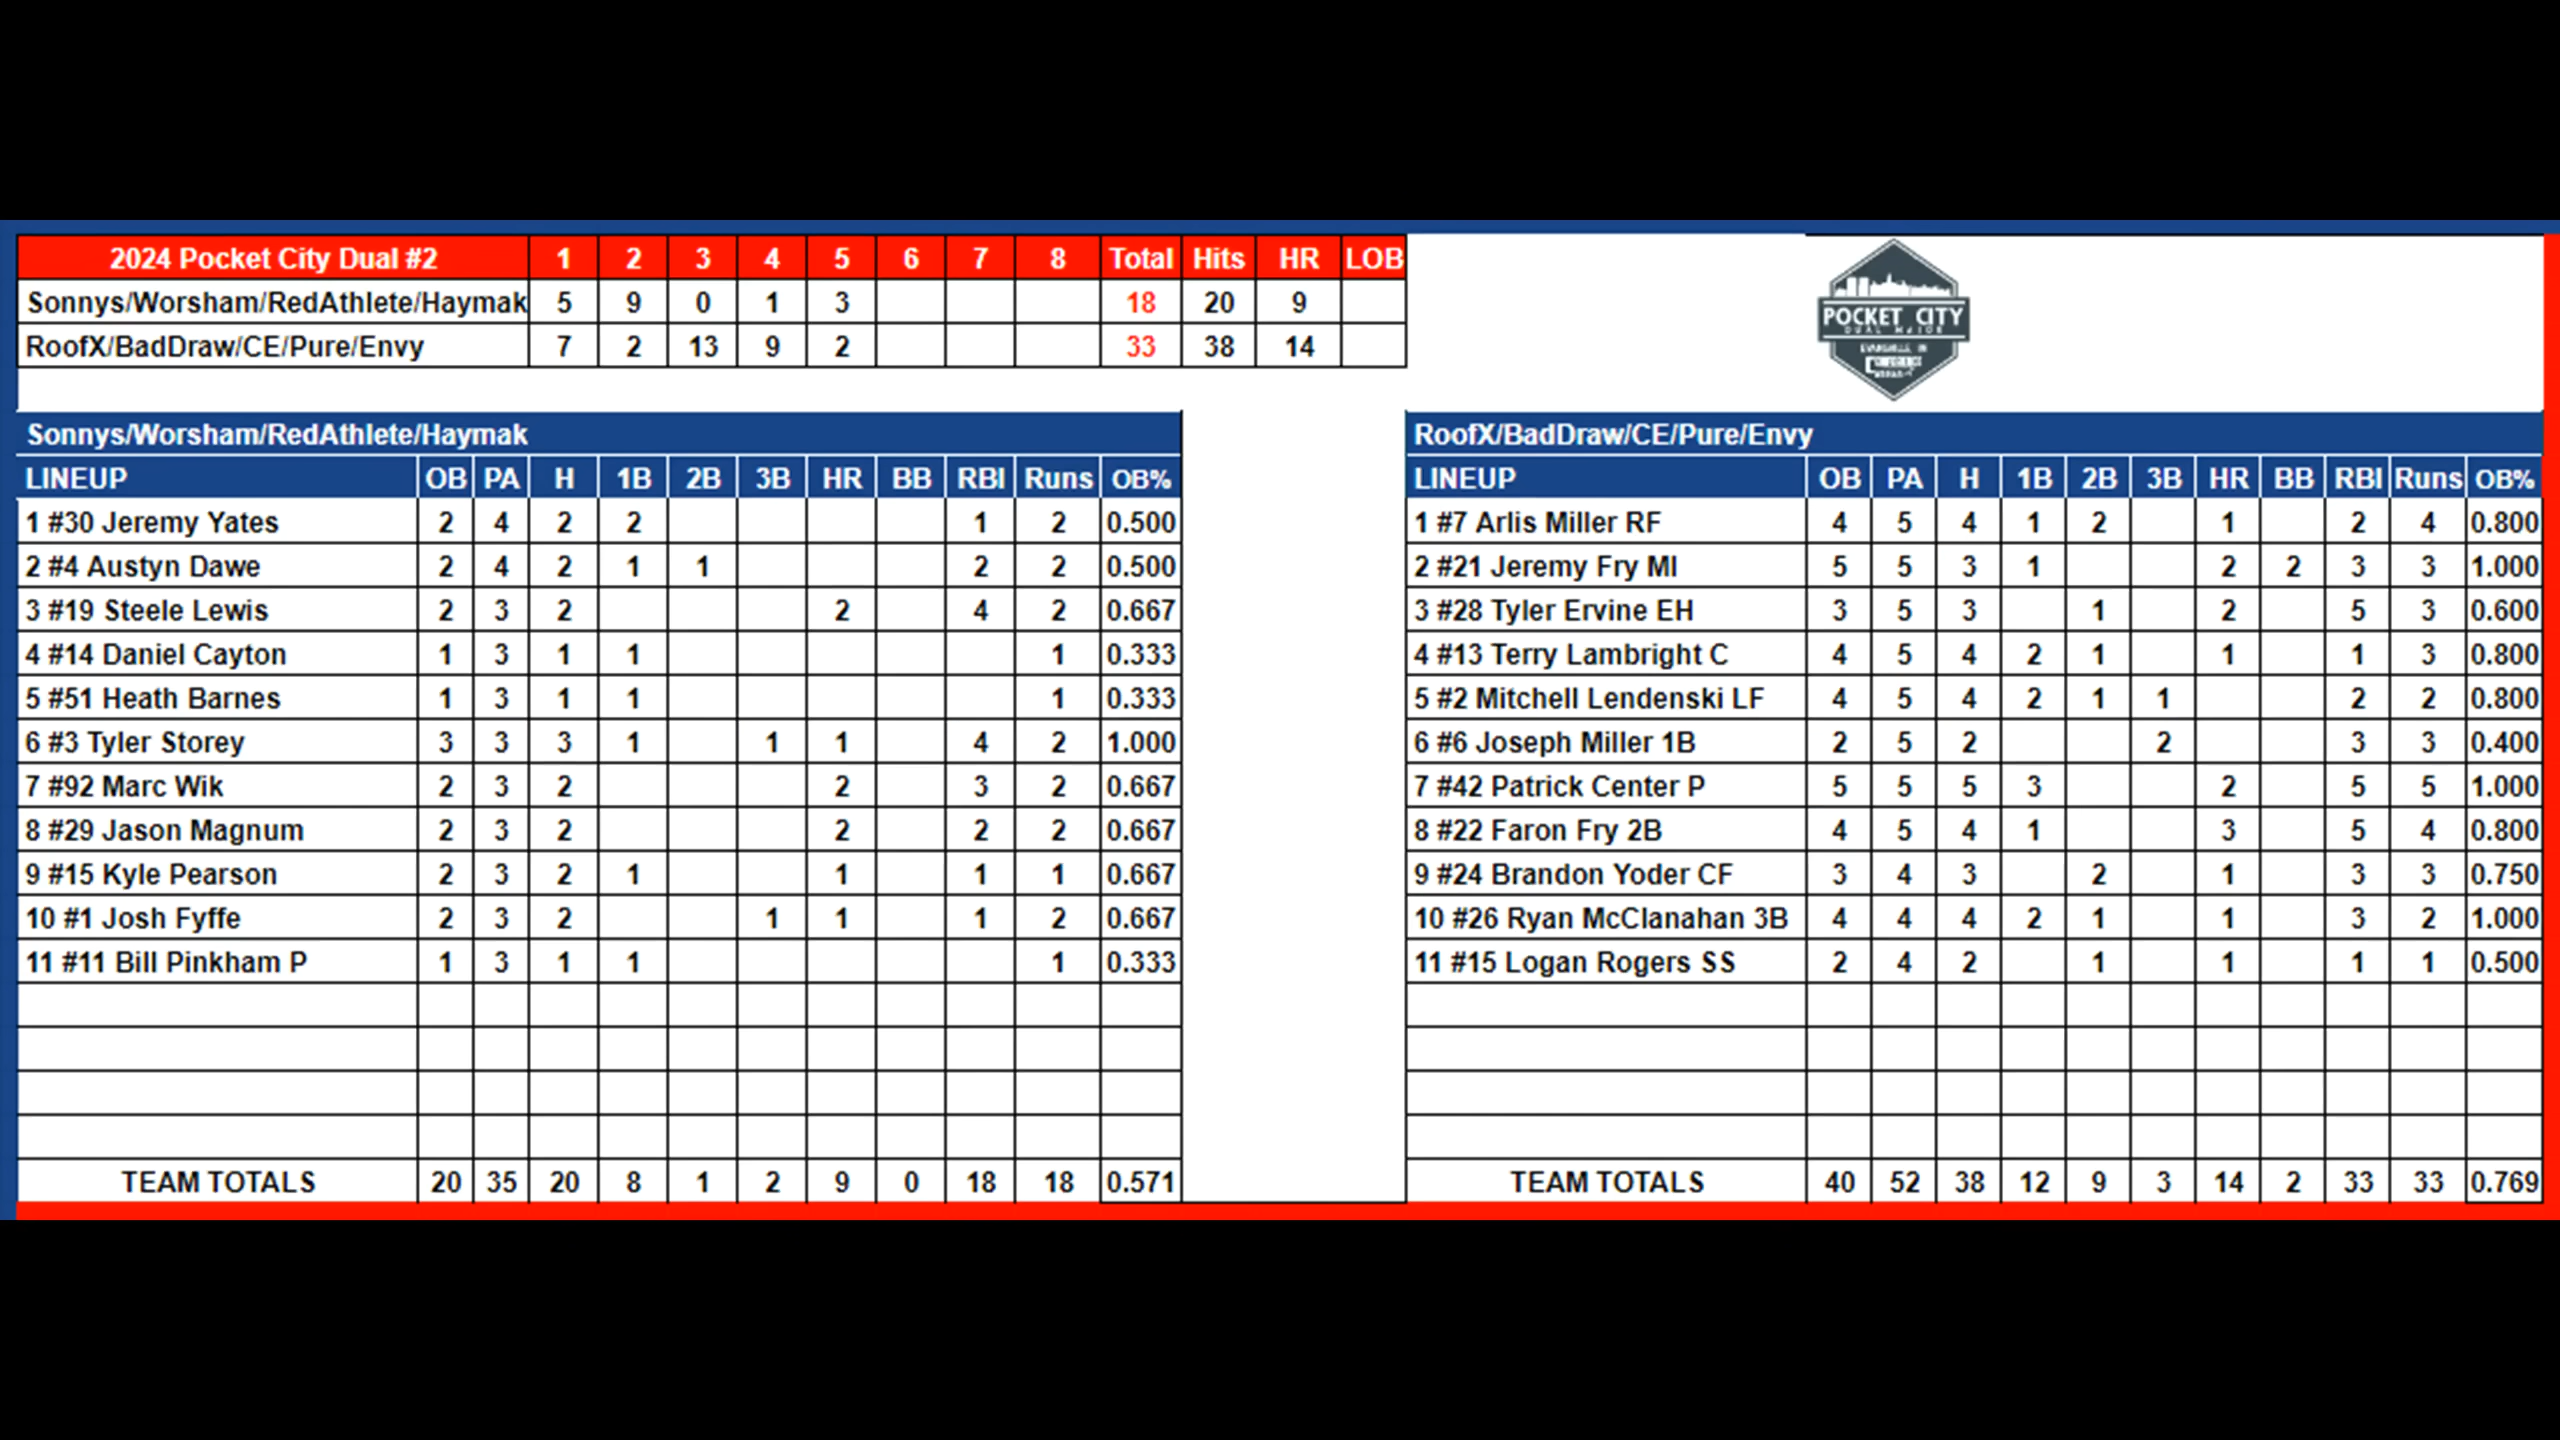 2024 Pocket City Dual #2 1 2 3 4 5 6 7 8 Total Hits HR LOB
Sonnys/Worsham/RedAthlete/Haymak 5 9 0 1 3 18 20 9
RoofX/BadDraw/CE/Pure/Envy 7 2 13 9 2 33 38 14
POCKET CITY
DUAL MAJOR
Sonnys/Worsham/RedAthlete/Haymak
LINEUP OB PA H 1B 2B 3B HR BB RBI Runs OB%
1 #30 Jeremy Yates 2 4 2 2 1 2 0.500
2 #4 Austyn Dawe 2 4 2 1 1 2 2 0.500
3 #19 Steele Lewis 2 3 2 2 4 2 0.667
4 #14 Daniel Cayton 1 3 1 1 1 0.333
5 #51 Heath Barnes 1 3 1 1 1 0.333
6 #3 Tyler Storey 3 3 3 1 1 1 4 2 1.000
7 #92 Marc Wik 2 3 2 2 3 2 0.667
8 #29 Jason Magnum 2 3 2 2 2 2 0.667
9 #15 Kyle Pearson 2 3 2 1 1 1 1 0.667
10 #1 Josh Fyffe 2 3 2 1 1 1 2 0.667
11 #11 Bill Pinkham P 1 3 1 1 1 0.333
TEAM TOTALS 20 35 20 8 1 2 9 0 18 18 0.571
RoofX/BadDraw/CE/Pure/Envy
LINEUP OB PA H 1B 2B 3B HR BB RBI Runs OB%
1 #7 Arlis Miller RF 4 5 4 1 2 1 2 4 0.800
2 #21 Jeremy Fry MI 5 5 3 1 2 2 3 3 1.000
3 #28 Tyler Ervine EH 3 5 3 1 2 5 3 0.600
4 #13 Terry Lambright C 4 5 4 2 1 1 1 3 0.800
5 #2 Mitchell Lendenski LF 4 5 4 2 1 1 2 2 0.800
6 #6 Joseph Miller 1B 2 5 2 2 3 3 0.400
7 #42 Patrick Center P 5 5 5 3 2 5 5 1.000
8 #22 Faron Fry 2B 4 5 4 1 3 5 4 0.800
9 #24 Brandon Yoder CF 3 4 3 2 1 3 3 0.750
10 #26 Ryan McClanahan 3B 4 4 4 2 1 1 3 2 1.000
11 #15 Logan Rogers SS 2 4 2 1 1 1 1 0.500
TEAM TOTALS 40 52 38 12 9 3 14 2 33 33 0.769